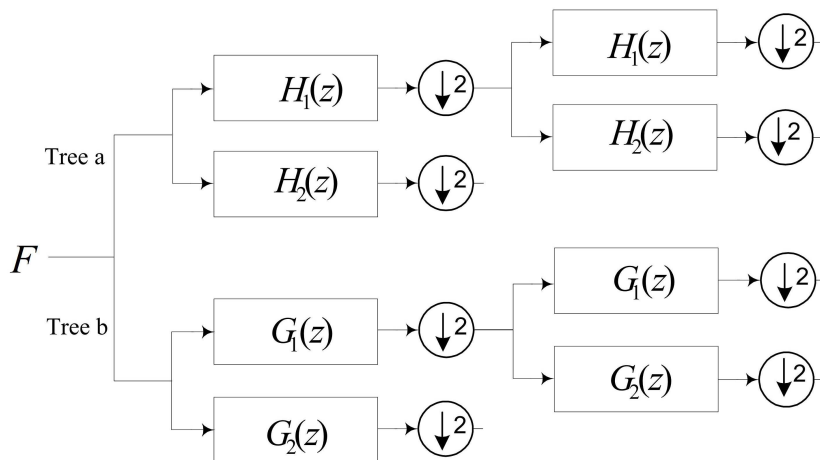 H₁(z) ↓2
H₁(z) ↓2
H₂(z) ↓2
Tree a
H₂(z) ↓2
F
G₁(z) ↓2
Tree b
G₁(z) ↓2
G₂(z) ↓2
G₂(z) ↓2